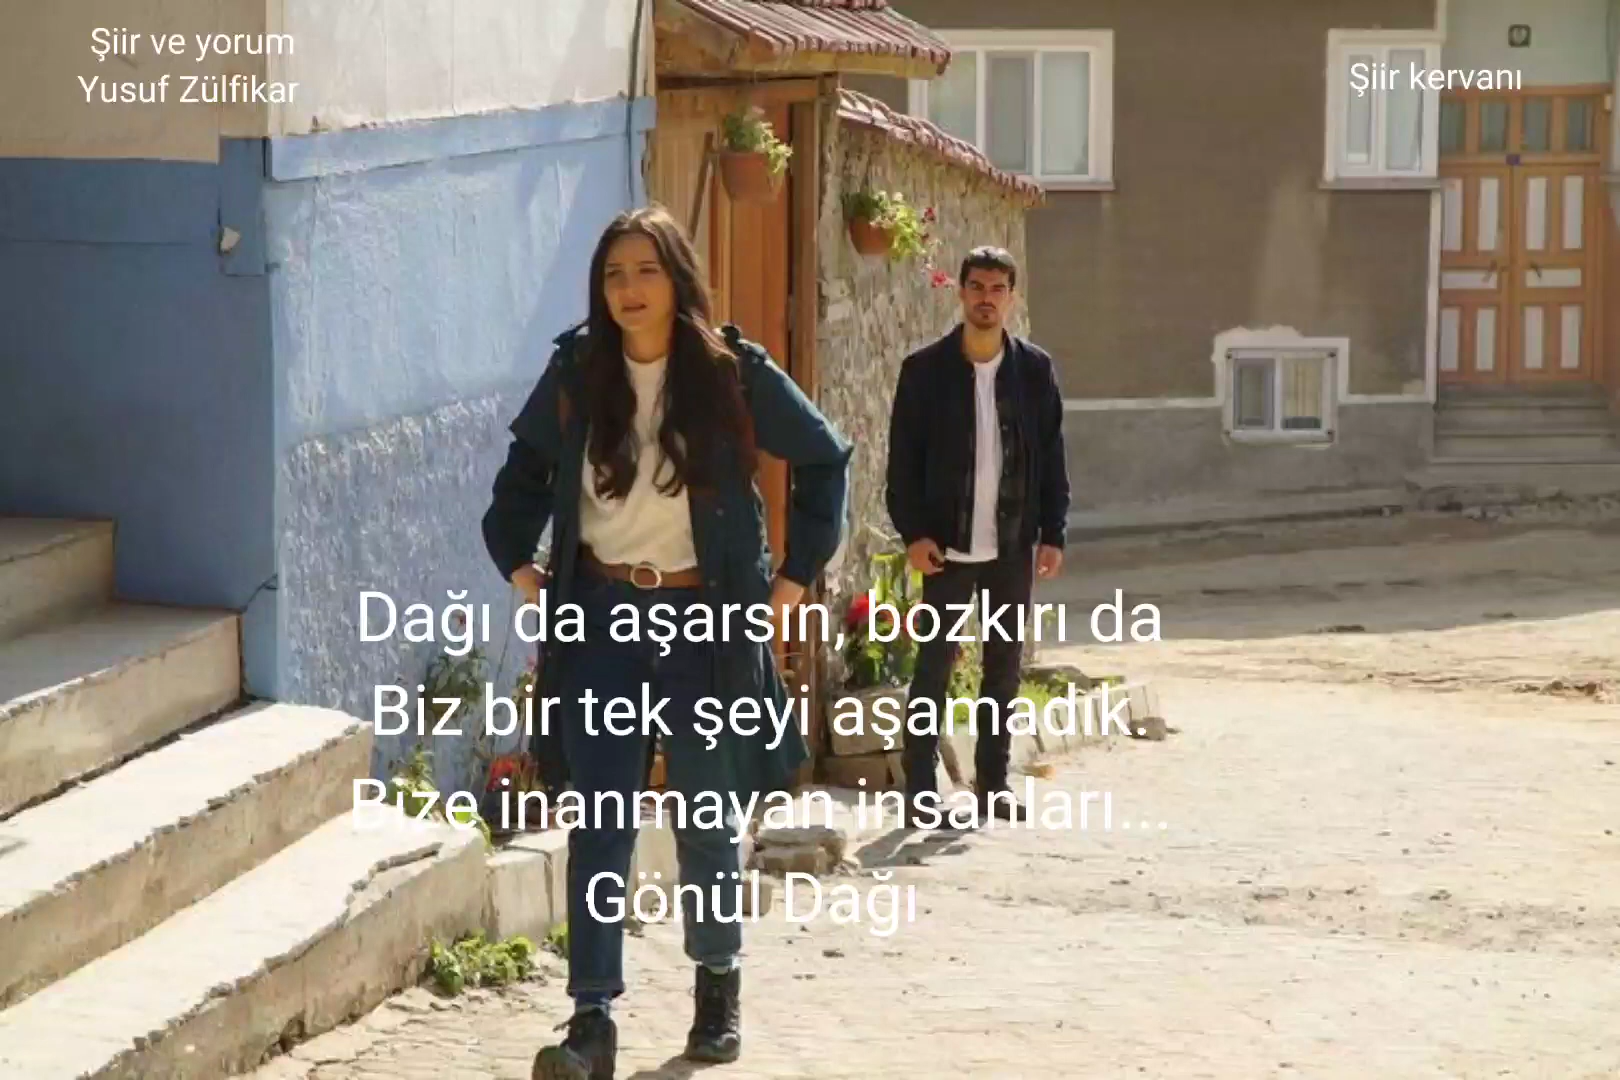 Şiir ve yorum
Yusuf Zülfikar
Şiir kervanı
Dağı da aşarsın, bozkırı da
Biz bir tek şeyi aşamadık.
Bize inanmayan insanları...
Gönül Dağı